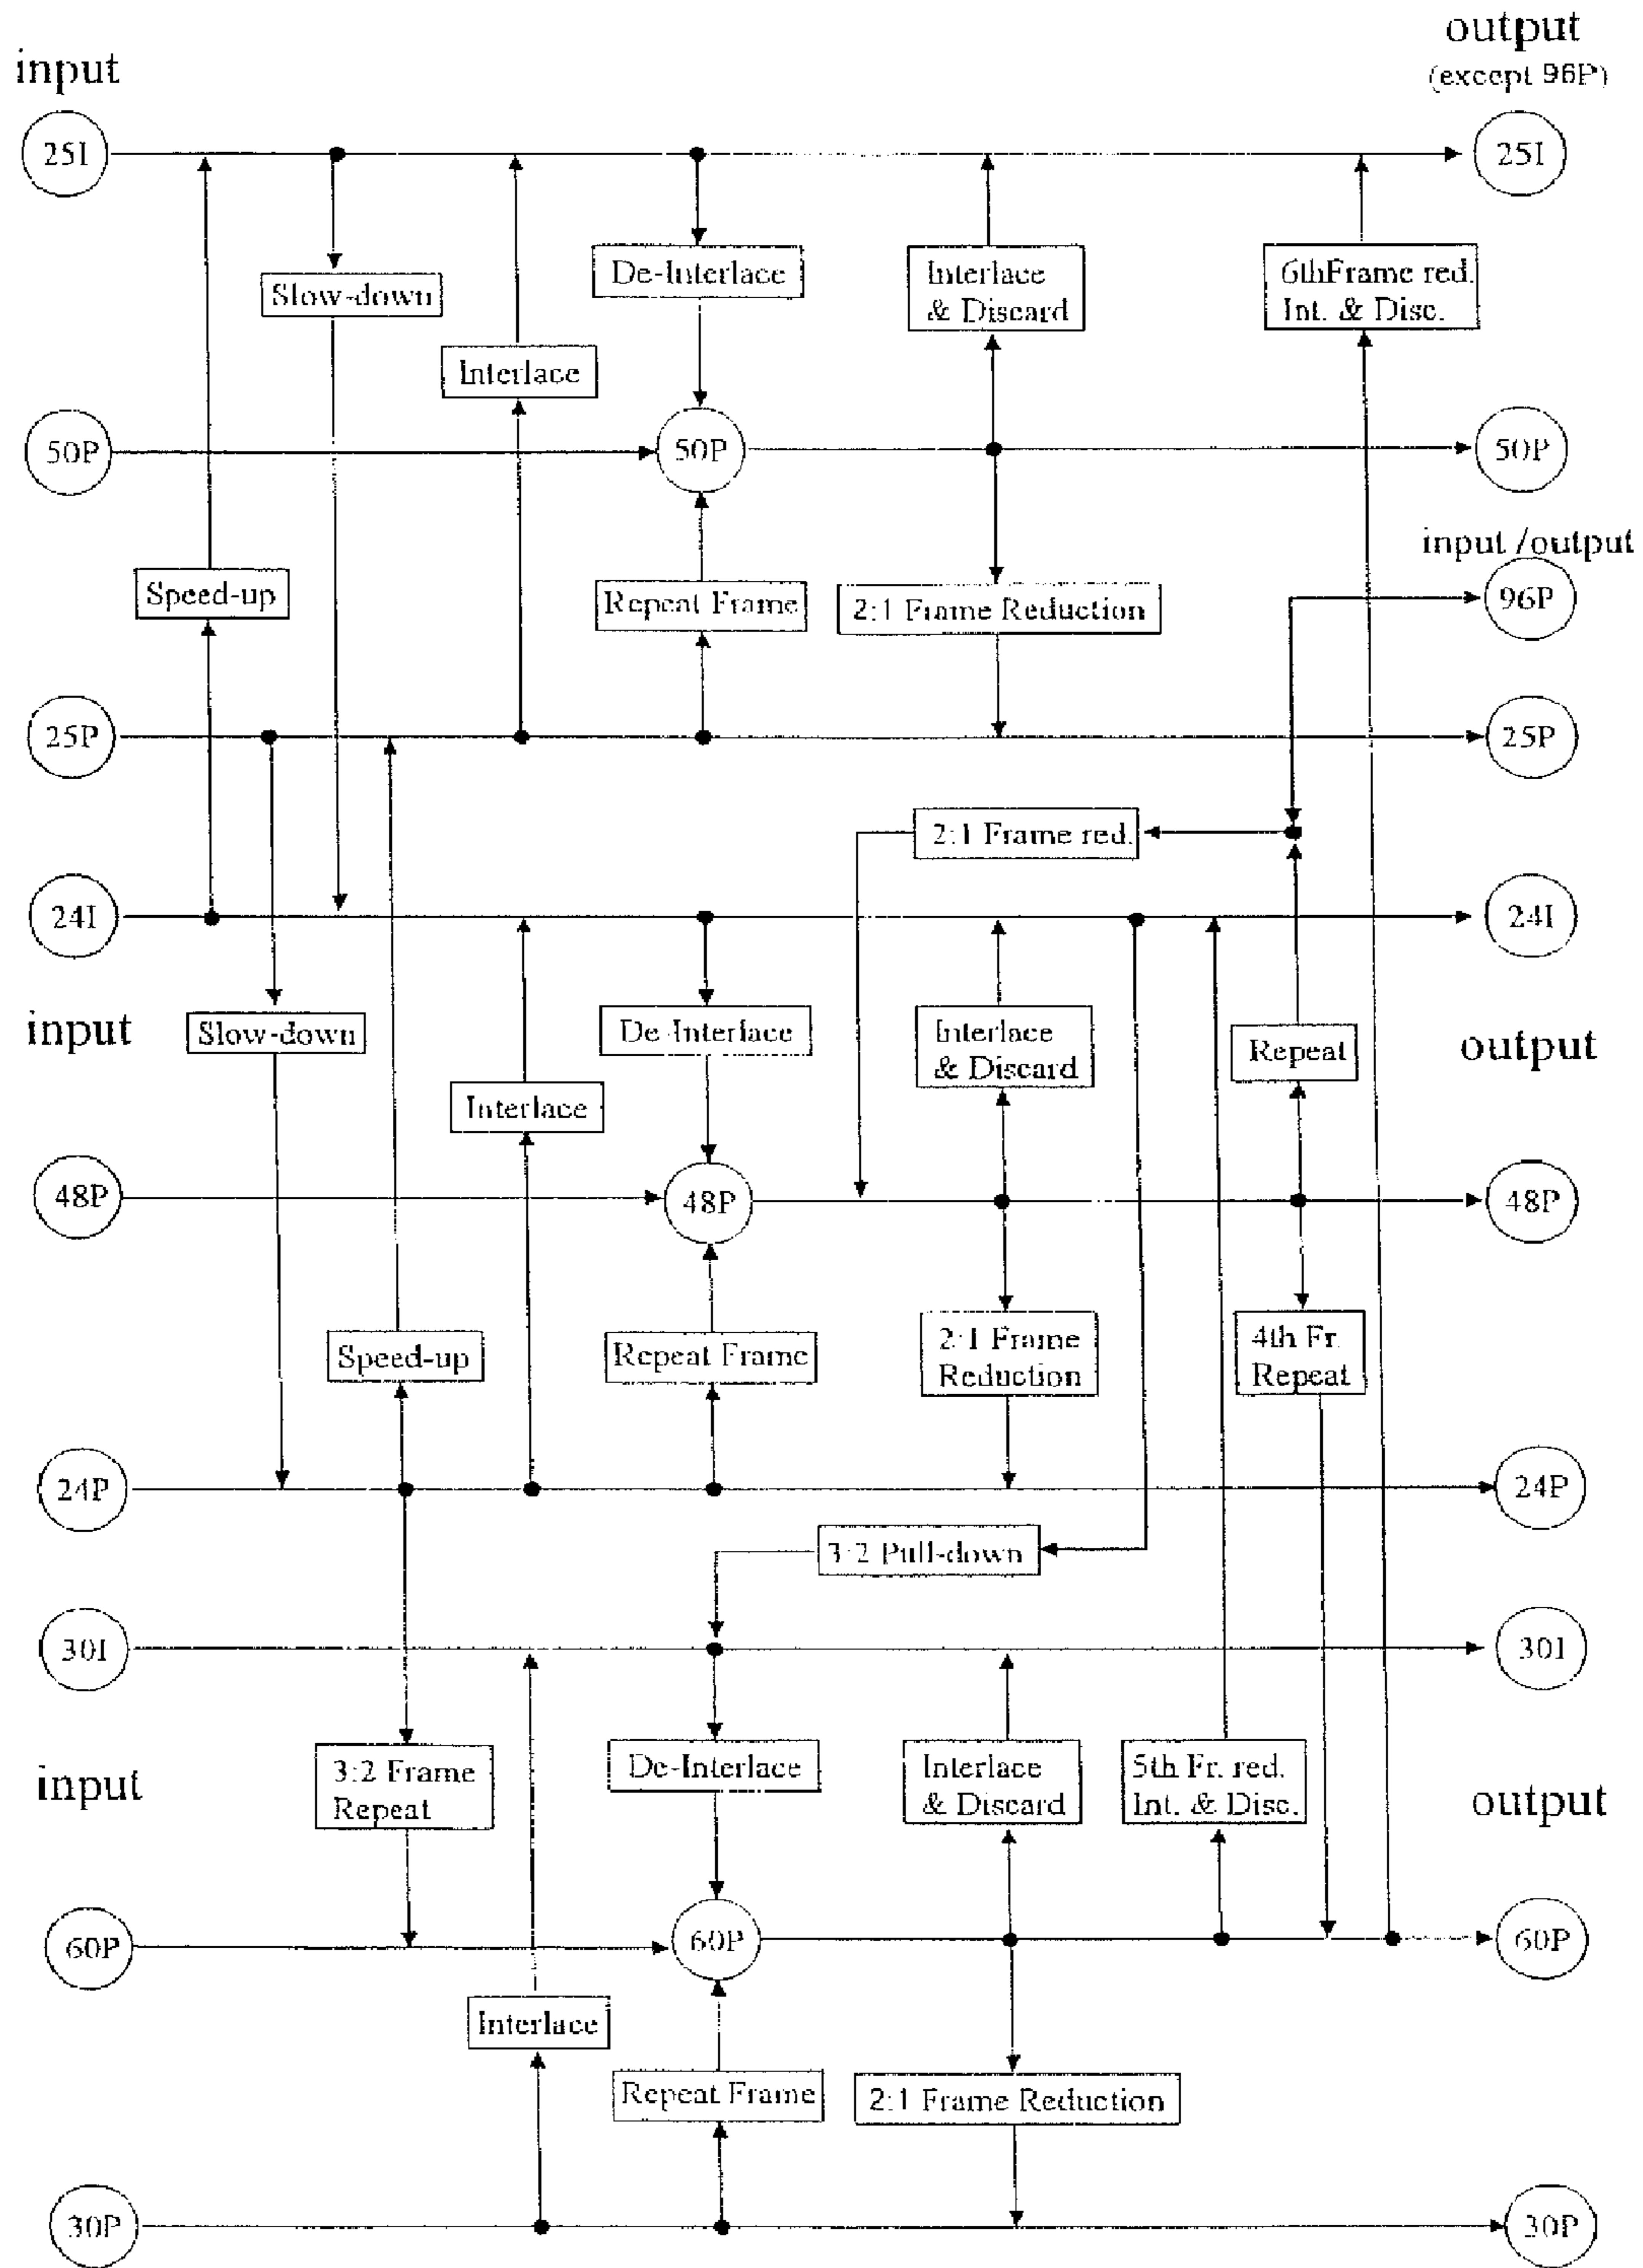 output
input
(except 96P)
25I
25I
De-Interlace
Interlace
& Discard
6thFrame red.
Int. & Disc.
Slow-down
Interlace
50P
50P
50P
input /output
Speed-up
Repeat Frame
2:1 Frame Reduction
96P
25P
25P
2:1 Frame red.
24I
24I
input
Slow-down
De-Interlace
Interlace
& Discard
Repeat
output
Interlace
48P
48P
48P
Speed-up
Repeat Frame
2:1 Frame
Reduction
4th Fr.
Repeat
24P
24P
3:2 Pull-down
30I
30I
input
3:2 Frame
Repeat
De-Interlace
Interlace
& Discard
5th Fr. red.
Int. & Disc.
output
60P
60P
60P
Interlace
Repeat Frame
2:1 Frame Reduction
30P
30P